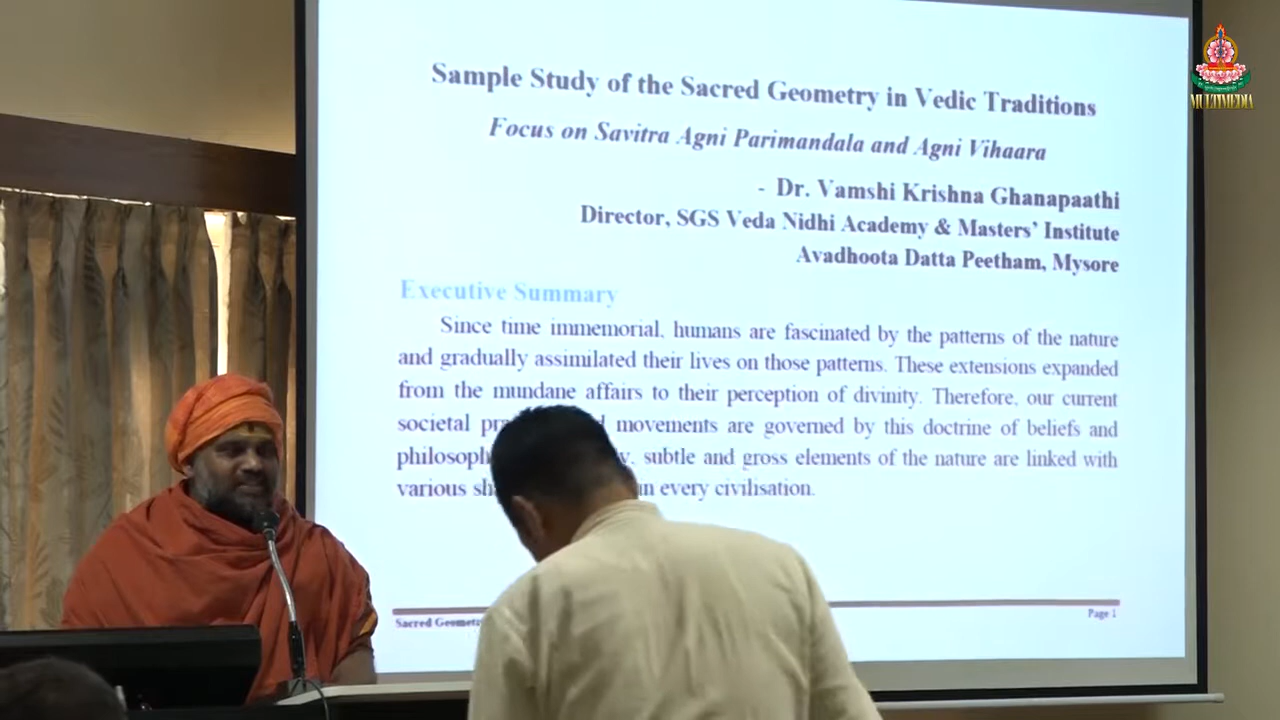 Sample Study of the Sacred Geometry in Vedic Traditions
Focus on Savitra Agni Parimandala and Agni Vihaara
- Dr. Vamshi Krishna Ghanapaathi
Director, SGS Veda Nidhi Academy & Masters' Institute
Avadhoota Datta Peetham, Mysore
Executive Summary
Since time immemorial, humans are fascinated by the patterns of the nature
and gradually assimilated their lives on those patterns. These extensions expanded
from the mundane affairs to their perception of divinity. Therefore, our current
societal movements are governed by this doctrine of beliefs and
subtle and gross elements of the nature are linked with
various in every civilisation.
Sacred Page 1
MULTIMEDIA